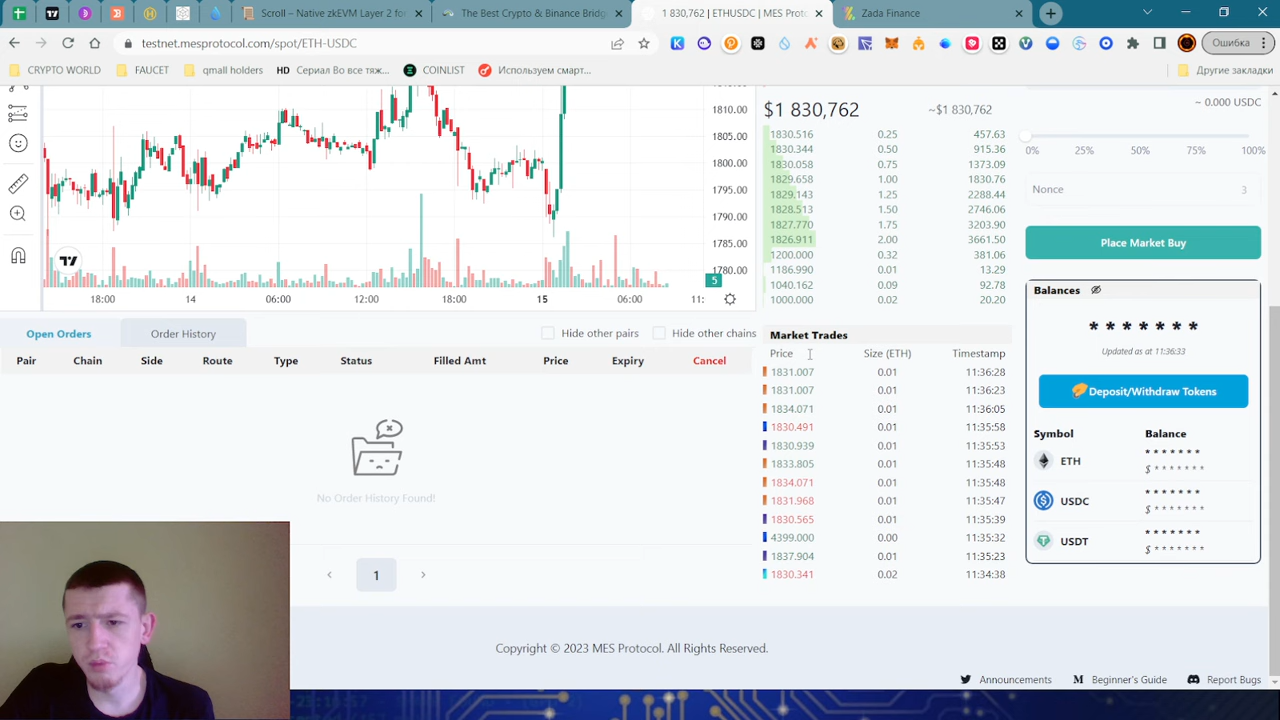 Scroll – Native zkEVM Layer 2 for
The Best Crypto & Binance Bridg
1 830,762 | ETHUSDC | MES Proto
Zada Finance
testnet.mesprotocol.com/spot/ETH-USDC
Ошибка
CRYPTO WORLD
FAUCET
qmall holders
HD Сериал Во все тяж...
COINLIST
Используем смарт...
Другие закладки
1810.00
1805.00
1800.00
1795.00
1790.00
1785.00
1780.00
5
18:00 14 06:00 12:00 18:00 15 06:00 11:
$1 830,762 ~$1 830,762
1830.516 0.25 457.63
1830.344 0.50 915.36
1830.058 0.75 1373.09
1829.658 1.00 1830.76
1829.143 1.25 2288.44
1828.513 1.50 2746.06
1827.770 1.75 3203.90
1826.911 2.00 3661.50
1200.000 0.32 381.06
1186.990 0.01 13.29
1040.162 0.09 92.78
1000.000 0.02 20.20
~ 0.000 USDC
0% 25% 50% 75% 100%
Nonce 3
Place Market Buy
Open Orders Order History Hide other pairs Hide other chains
Pair Chain Side Route Type Status Filled Amt Price Expiry Cancel
No Order History Found!
1
Market Trades
Price Size (ETH) Timestamp
1831.007 0.01 11:36:28
1831.007 0.01 11:36:23
1834.071 0.01 11:36:05
1830.491 0.01 11:35:58
1830.939 0.01 11:35:53
1833.805 0.01 11:35:48
1834.071 0.01 11:35:48
1831.968 0.01 11:35:47
1830.565 0.01 11:35:39
4399.000 0.00 11:35:32
1837.904 0.01 11:35:23
1830.341 0.02 11:34:38
Balances
* * * * * * *
Updated as at 11:36:33
Deposit/Withdraw Tokens
Symbol Balance
ETH * * * * * * *
$ * * * * * * *
USDC * * * * * * *
$ * * * * * * *
USDT * * * * * * *
$ * * * * * * *
Copyright © 2023 MES Protocol. All Rights Reserved.
Announcements Beginner's Guide Report Bugs